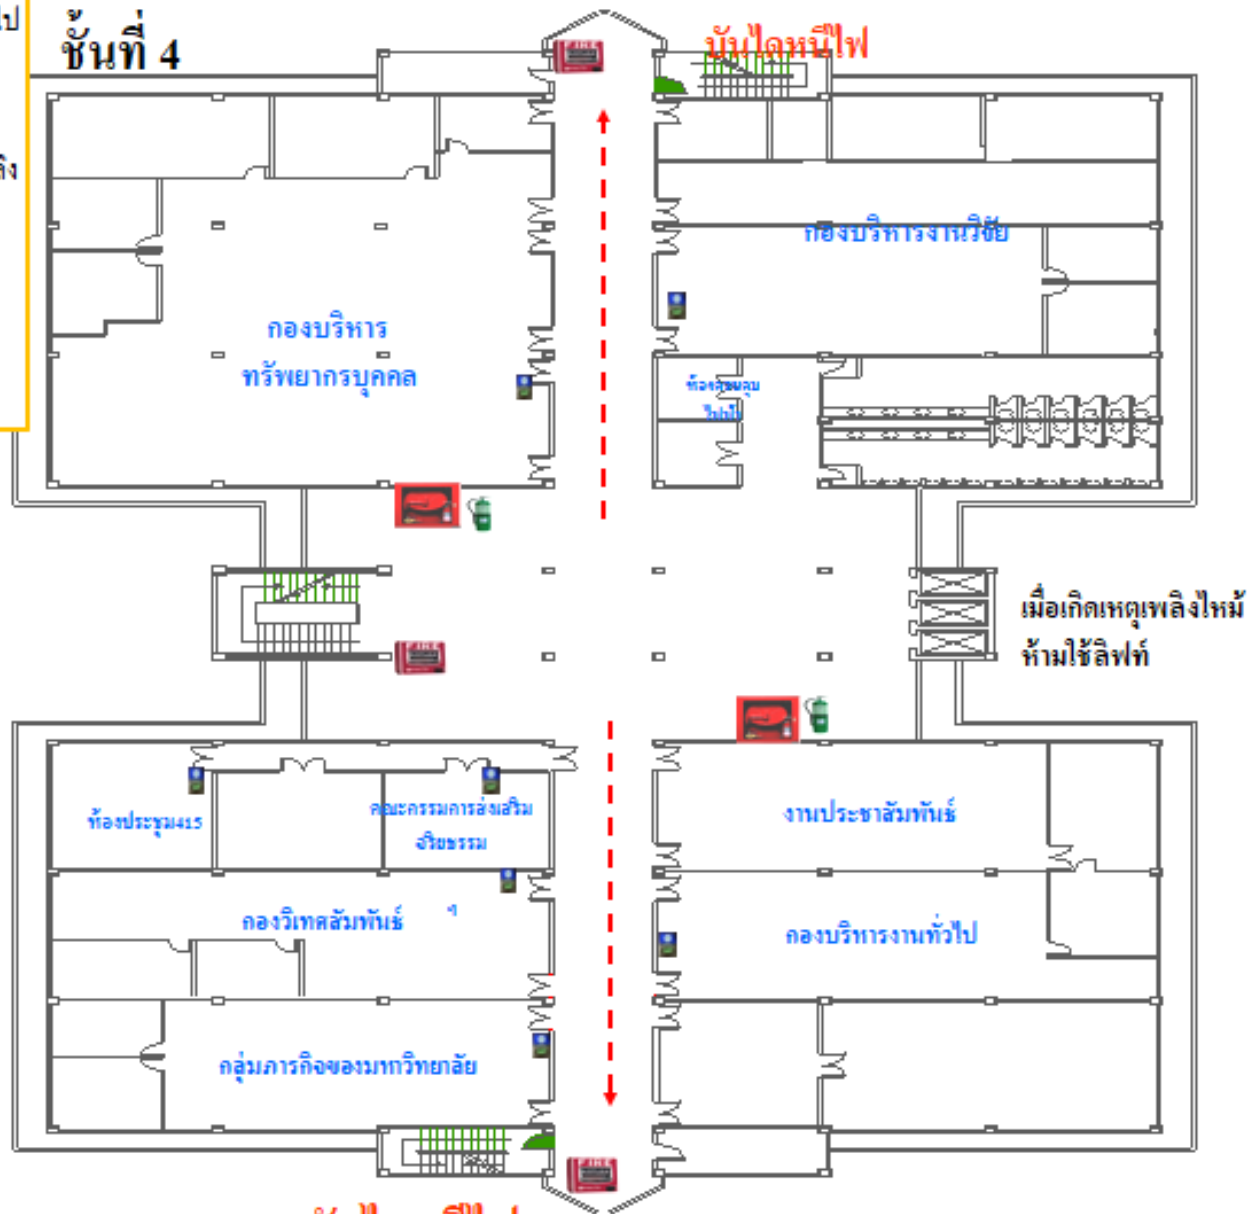 ไป
ชั้นที่ 4
บันไดหนีไฟ
กองบริหารงานวิจัย
กองบริหาร
ทรัพยากรบุคคล
เมื่อเกิดเหตุเพลิงไหม้
ห้ามใช้ลิฟท์
ห้องประชุม415
คณะกรรมการส่งเสริม
จริยธรรม
งานประชาสัมพันธ์
กองวิเทศสัมพันธ์
ฯ
กองบริหารงานทั่วไป
กลุ่มภารกิจของมหาวิทยาลัย